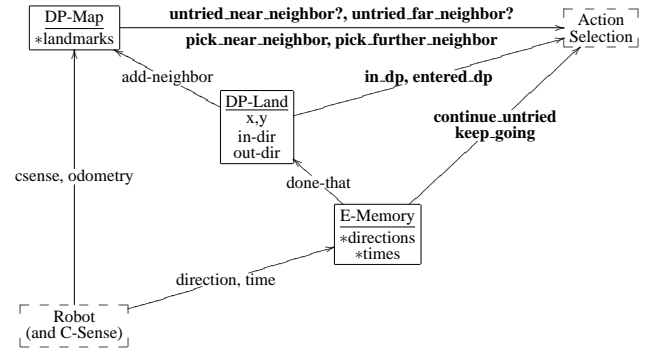 DP-Map
*landmarks
untried_near_neighbor?, untried_far_neighbor?
pick_near_neighbor, pick_further_neighbor
Action
Selection
add-neighbor
in_dp, entered_dp
DP-Land
x,y
in-dir
out-dir
continue_untried
keep_going
csense, odometry
done-that
E-Memory
*directions
*times
direction, time
Robot
(and C-Sense)